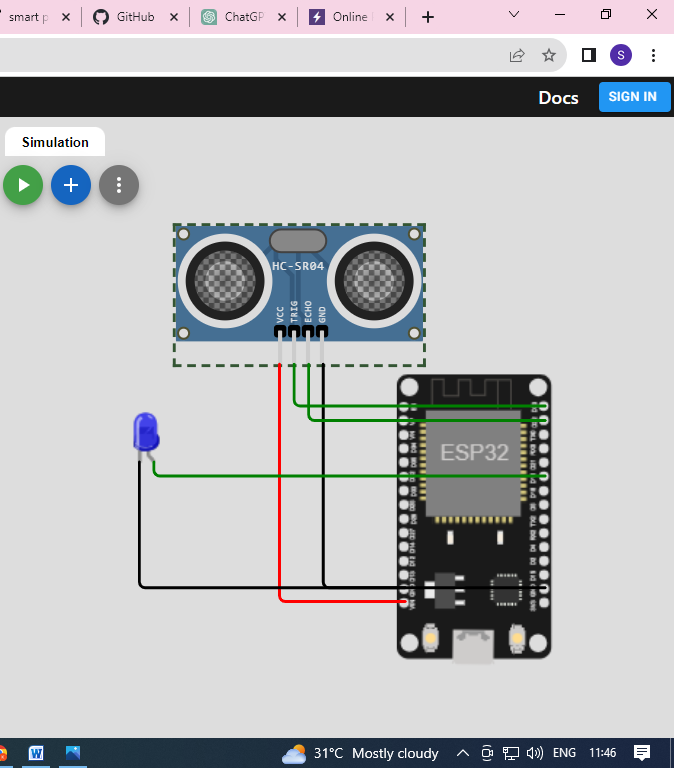 smart p
GitHub
ChatGP
Online
S
Docs
SIGN IN
Simulation
HC-SR04
VCC
TRIG
ECHO
GND
ESP32
31°C Mostly cloudy
ENG
11:46